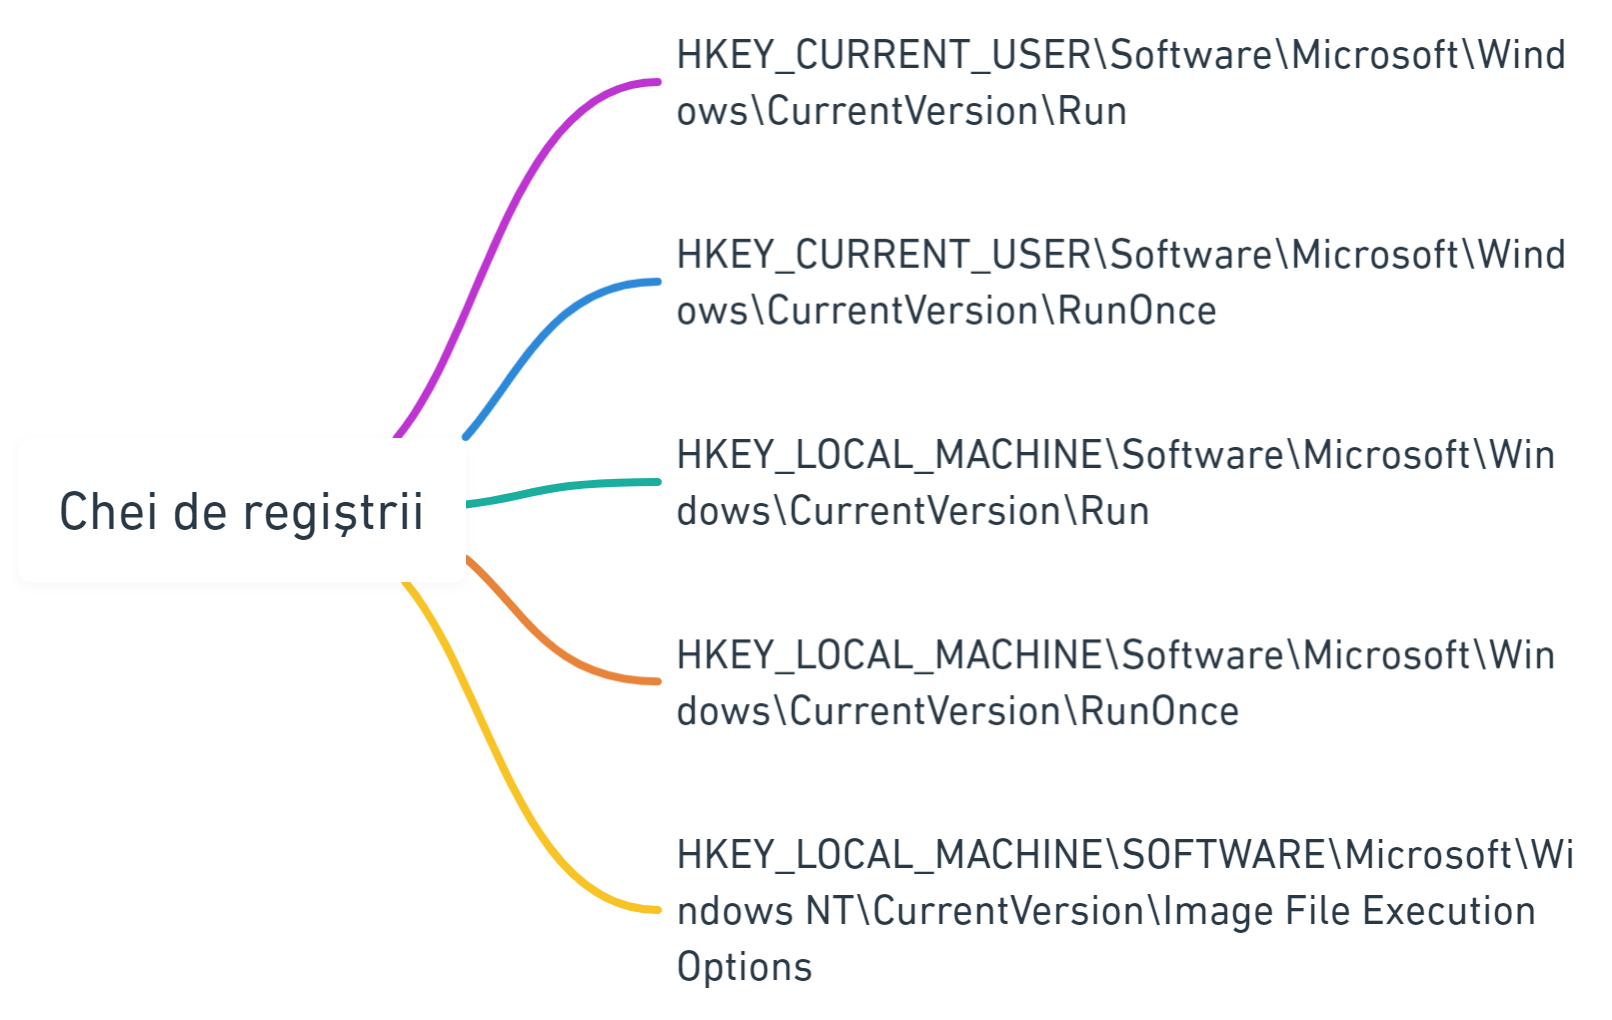 HKEY_CURRENT_USER\Software\Microsoft\Wind
ows\CurrentVersion\Run
HKEY_CURRENT_USER\Software\Microsoft\Wind
ows\CurrentVersion\RunOnce
HKEY_LOCAL_MACHINE\Software\Microsoft\Win
dows\CurrentVersion\Run
Chei de regiștrii
HKEY_LOCAL_MACHINE\Software\Microsoft\Win
dows\CurrentVersion\RunOnce
HKEY_LOCAL_MACHINE\SOFTWARE\Microsoft\Wi
ndows NT\CurrentVersion\Image File Execution
Options